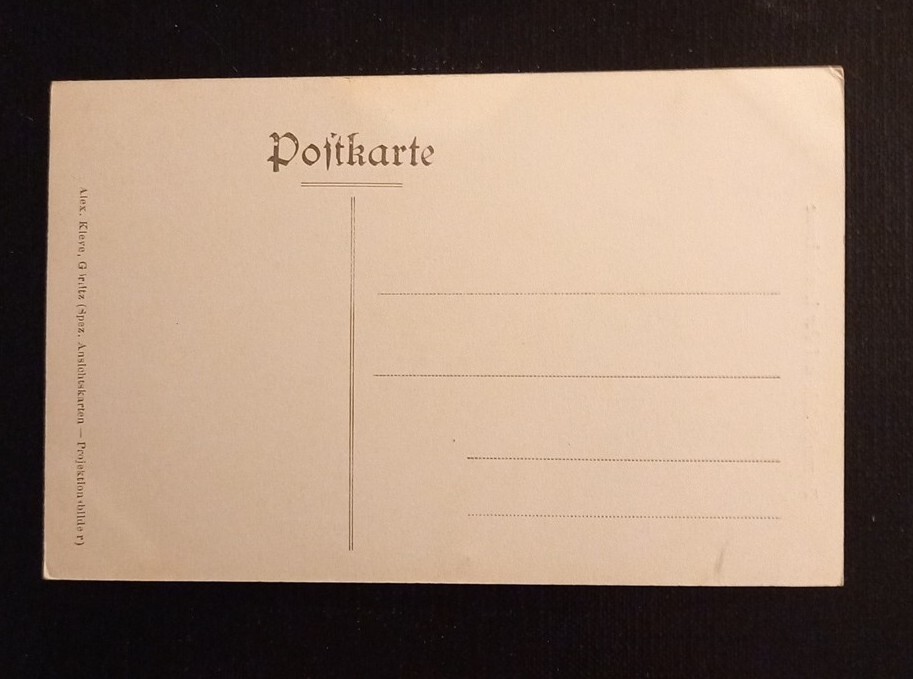 Poſtkarte
Alex. Kleve, Görlitz (Spez. Ansichtskarten — Projektionsbilder)